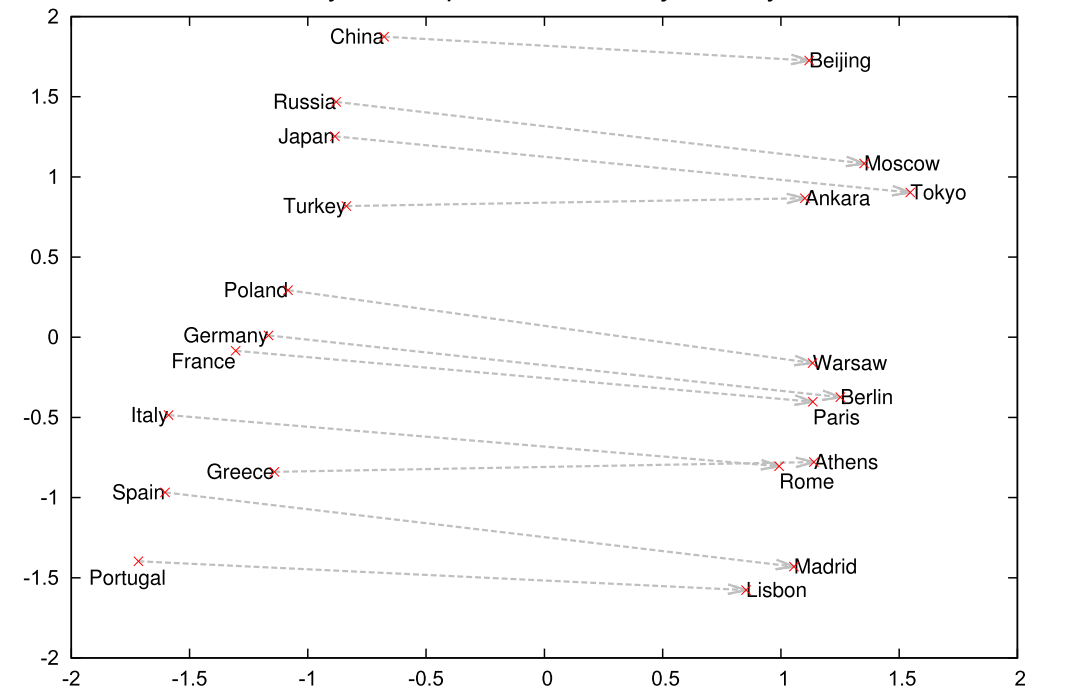 2
China
Beijing
1.5
Russia
Japan
Moscow
1
Tokyo
Ankara
Turkey
0.5
Poland
Germany
0
France
Warsaw
Berlin
Paris
-0.5
Italy
Athens
Greece
Rome
-1
Spain
Madrid
-1.5
Portugal
Lisbon
-2
-2 -1.5 -1 -0.5 0 0.5 1 1.5 2